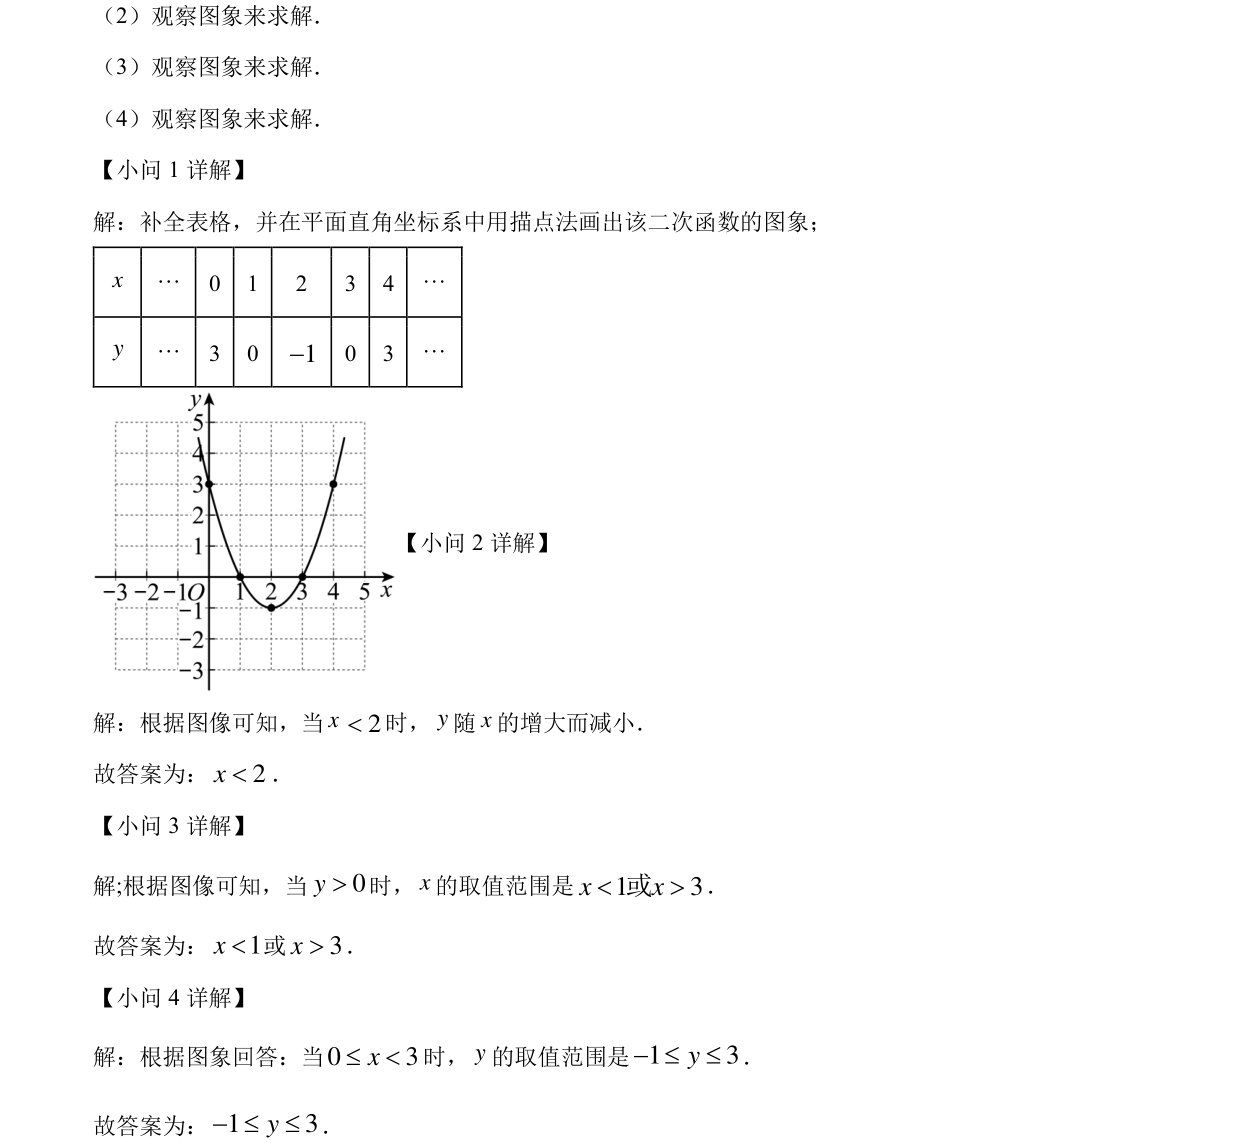 （2）观察图象来求解．
（3）观察图象来求解．
（4）观察图象来求解．
【小问 1 详解】
解：补全表格，并在平面直角坐标系中用描点法画出该二次函数的图象；
x … 0 1 2 3 4 …
y … 3 0 −1 0 3 …
y
5
4
3
2
1
−3 −2 −1 O 1 2 3 4 5 x
−1
−2
−3
【小问 2 详解】
解：根据图像可知，当 x < 2 时， y 随 x 的增大而减小．
故答案为： x < 2．
【小问 3 详解】
解;根据图像可知，当 y > 0 时， x 的取值范围是 x < 1或x > 3．
故答案为： x < 1 或 x > 3．
【小问 4 详解】
解：根据图象回答：当 0 ≤ x < 3 时， y 的取值范围是 −1 ≤ y ≤ 3．
故答案为： −1 ≤ y ≤ 3．